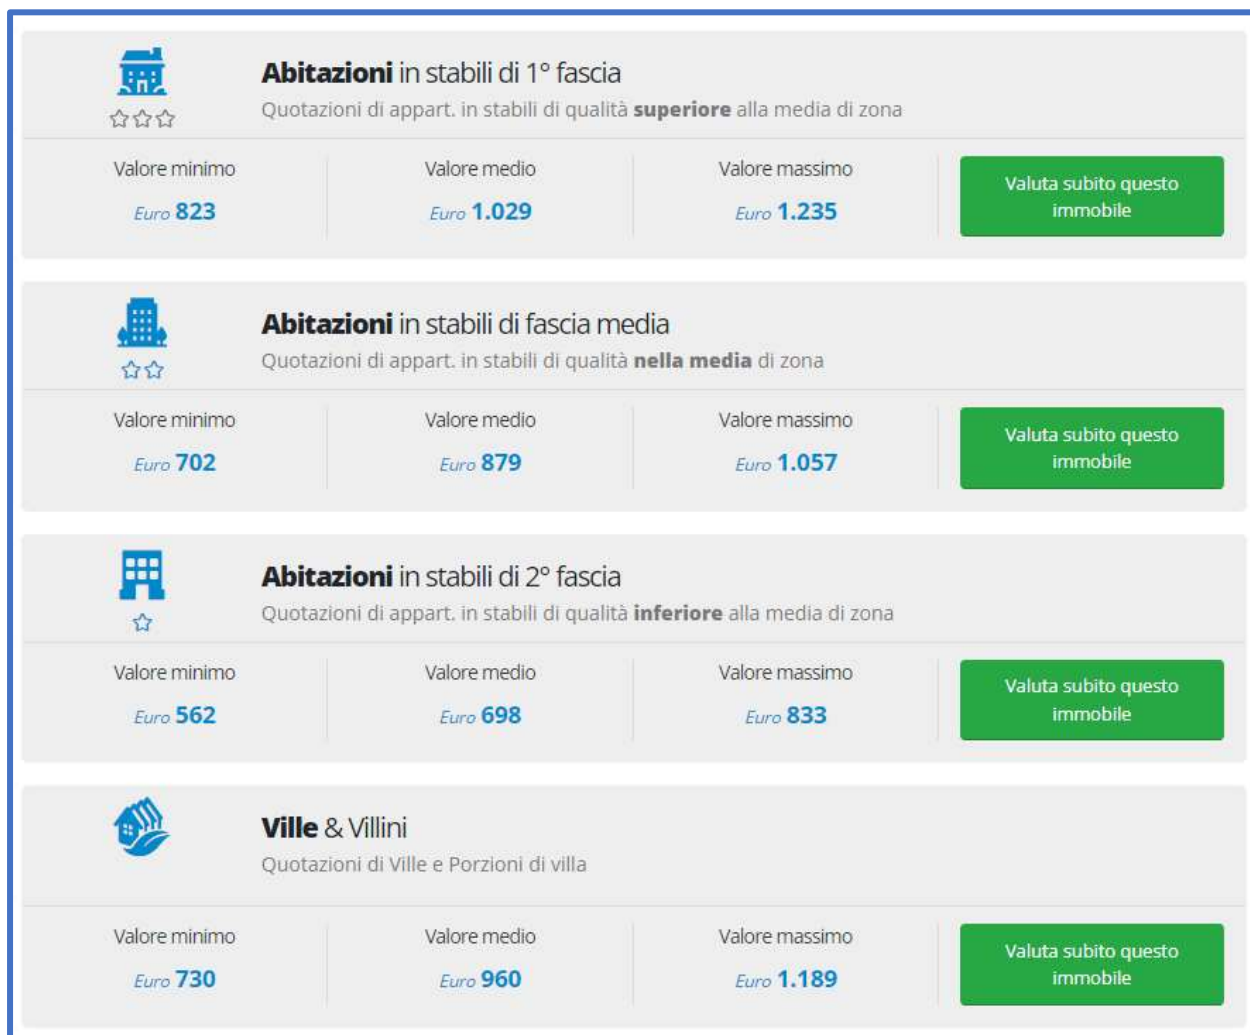 Abitazioni in stabili di 1° fascia
Quotazioni di appart. in stabili di qualità superiore alla media di zona
Valore minimo
Euro 823
Valore medio
Euro 1.029
Valore massimo
Euro 1.235
Valuta subito questo
immobile
Abitazioni in stabili di fascia media
Quotazioni di appart. in stabili di qualità nella media di zona
Valore minimo
Euro 702
Valore medio
Euro 879
Valore massimo
Euro 1.057
Valuta subito questo
immobile
Abitazioni in stabili di 2° fascia
Quotazioni di appart. in stabili di qualità inferiore alla media di zona
Valore minimo
Euro 562
Valore medio
Euro 698
Valore massimo
Euro 833
Valuta subito questo
immobile
Ville & Villini
Quotazioni di Ville e Porzioni di villa
Valore minimo
Euro 730
Valore medio
Euro 960
Valore massimo
Euro 1.189
Valuta subito questo
immobile